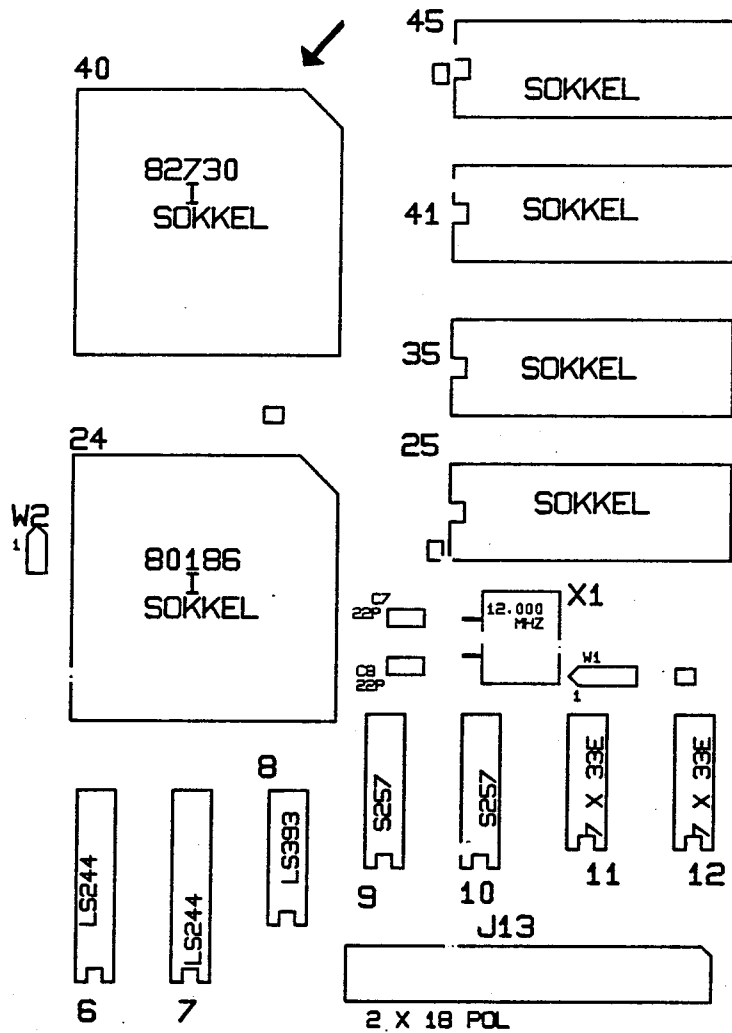 45
40
SOKKEL
82730
I
SOKKEL
SOKKEL
41
35
SOKKEL
24
25
SOKKEL
W2
1
80186
I
SOKKEL
C7
22P
12.000
MHZ
X1
C8
22P
W1
1
8
S257
S257
7 X 33E
7 X 33E
LS393
LS244
LS244
9
10
11
12
J13
6
7
2 X 18 POL